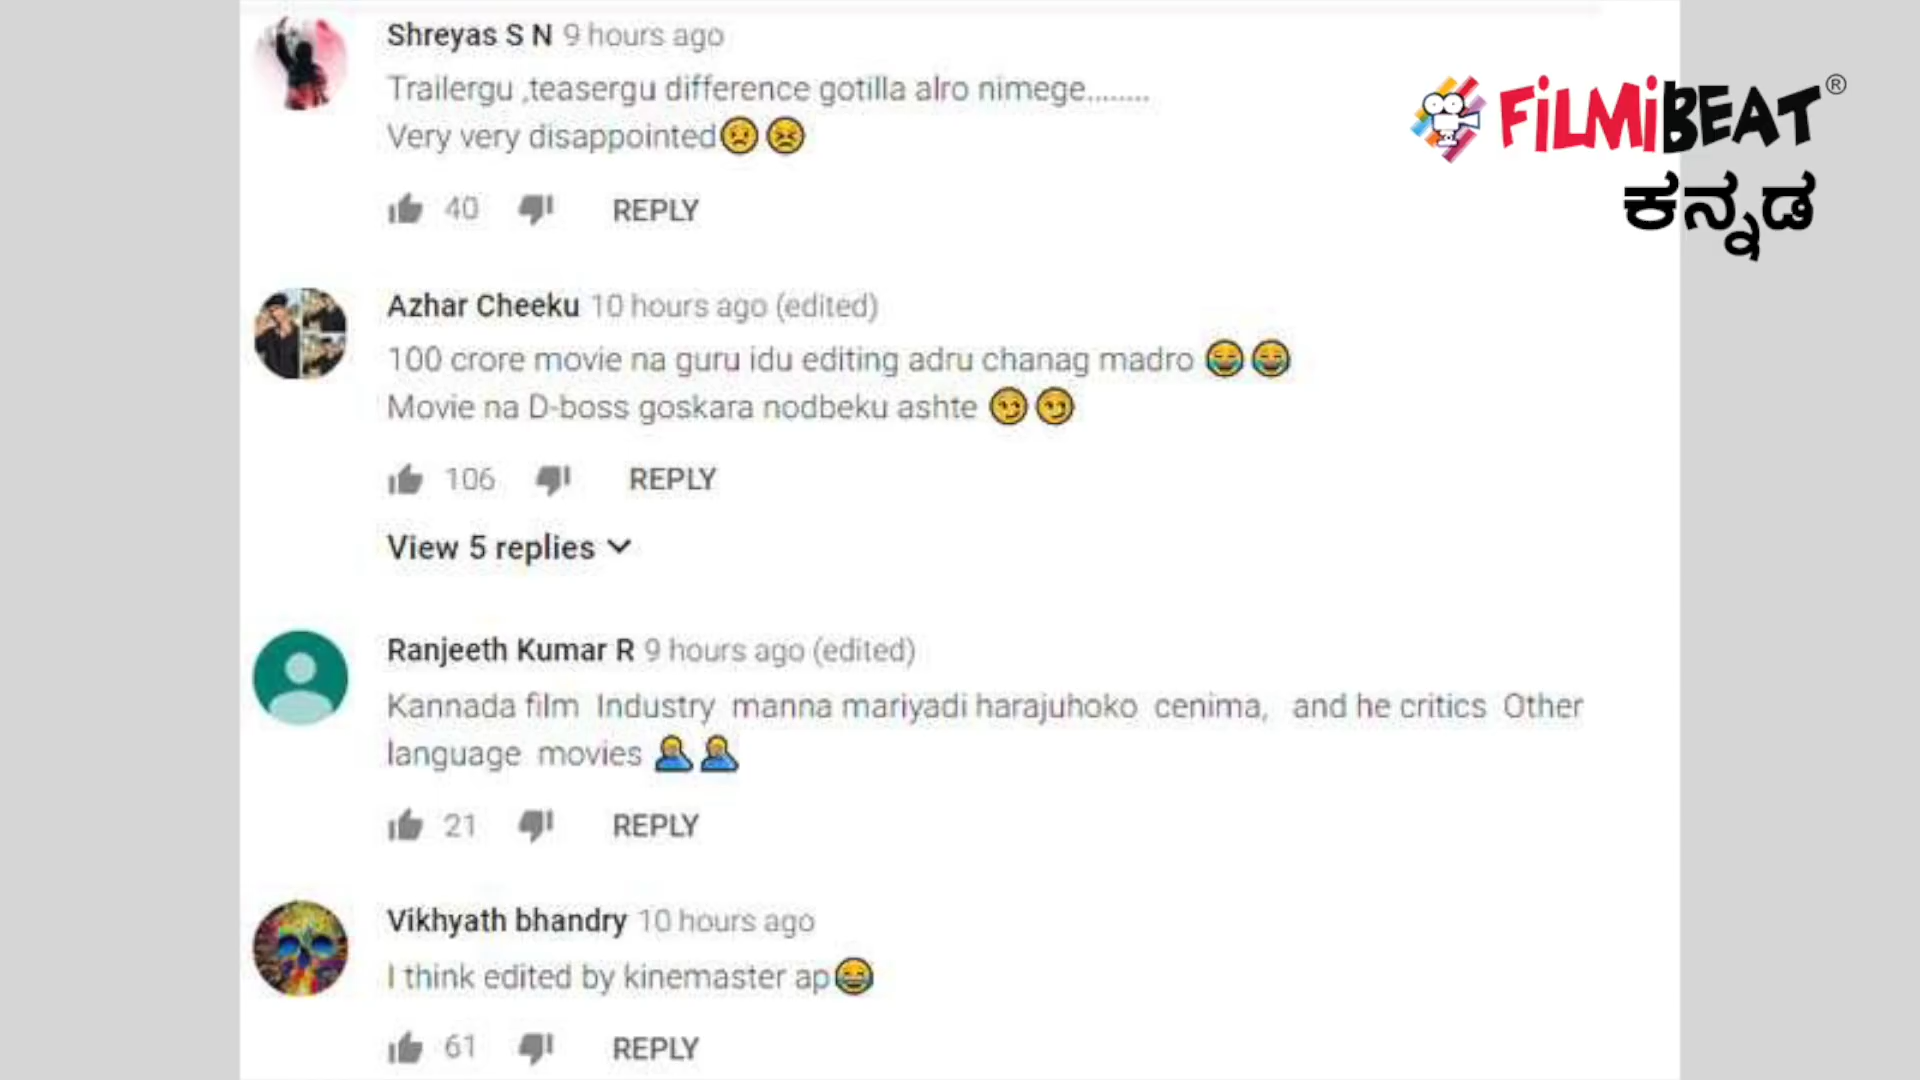 Shreyas S N 9 hours ago
Trailergu ,teasergu difference gotilla alro nimege........
Very very disappointed😟😣
40 REPLY
FiLMiBEAT®
ಕನ್ನಡ
Azhar Cheeku 10 hours ago (edited)
100 crore movie na guru idu editing adru chanag madro 😂😂
Movie na D-boss goskara nodbeku ashte 😏😏
106 REPLY
View 5 replies
Ranjeeth Kumar R 9 hours ago (edited)
Kannada film Industry manna mariyadi harajuhoko cenima, and he critics Other
language movies 🤦🤦
21 REPLY
Vikhyath bhandry 10 hours ago
I think edited by kinemaster ap😂
61 REPLY